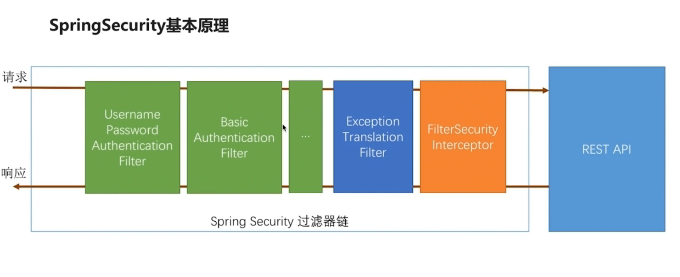 SpringSecurity基本原理
请求
Username
Password
Authentication
Filter
Basic
Authentication
Filter
...
Exception
Translation
Filter
FilterSecurity
Interceptor
REST API
响应
Spring Security 过滤器链